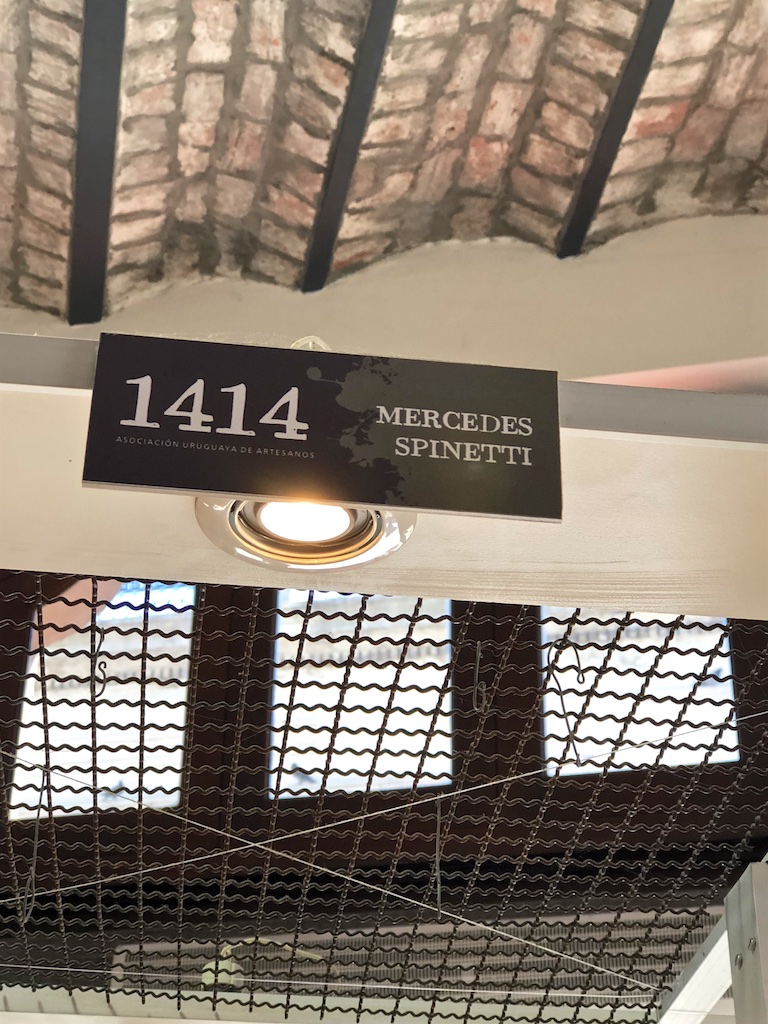 1414
ASOCIACIÓN URUGUAYA DE ARTESANOS
MERCEDES
SPINETTI